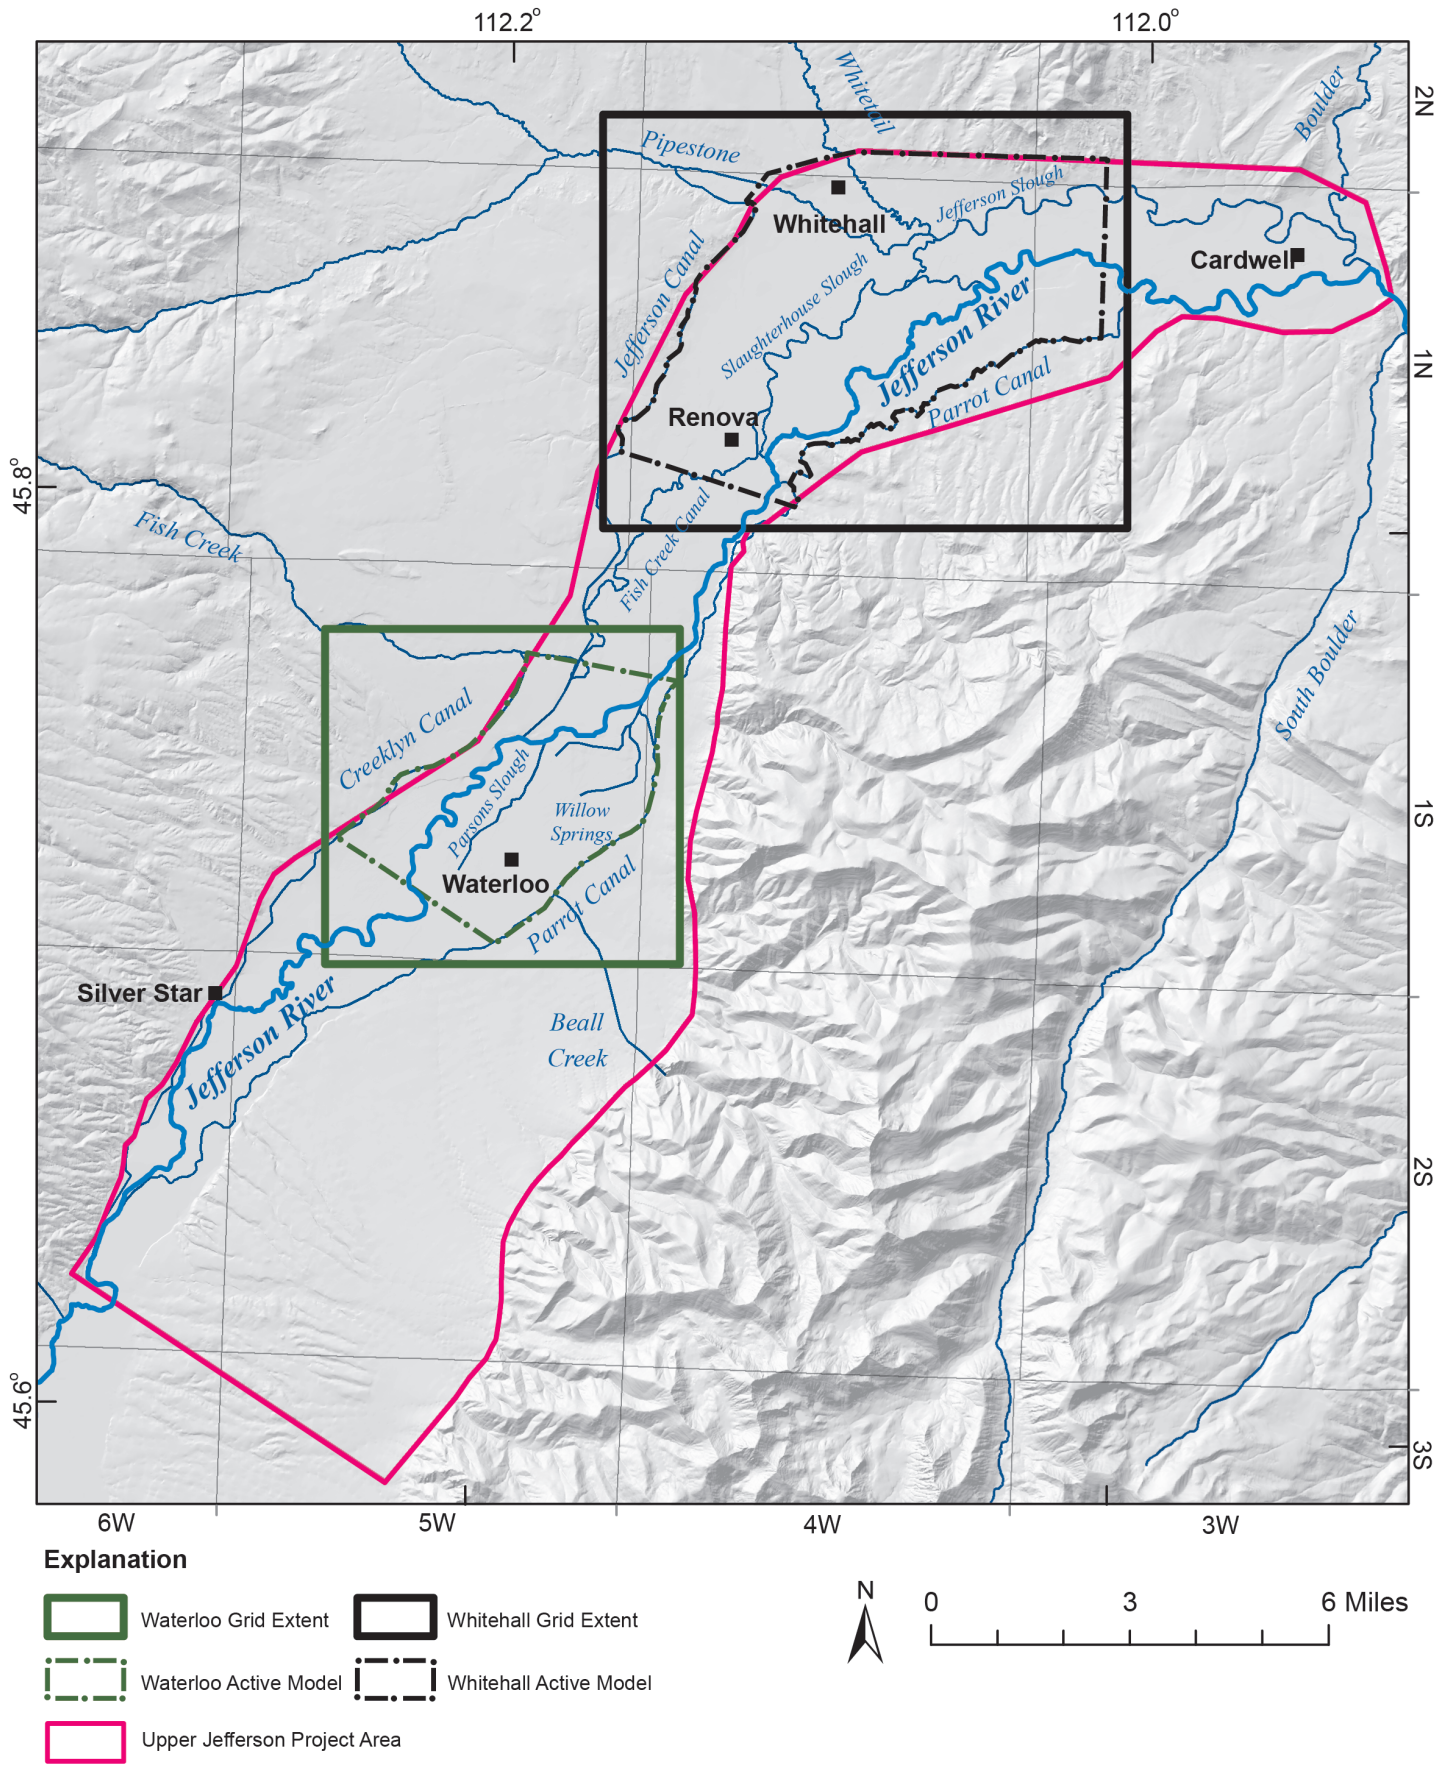 112.2°
112.0°
2N
Whitetail
Boulder
Pipestone
Jefferson Slough
Whitehall
Cardwell
Jefferson Canal
Slaughterhouse Slough
Jefferson River
1N
Parrot Canal
Renova
45.8°
Fish Creek
Fish Creek Canal
South Boulder
Creeklyn Canal
Parsons Slough
Willow
Springs
1S
Waterloo
Parrot Canal
Silver Star
Jefferson River
Beall
Creek
2S
45.9°
3S
6W
5W
4W
3W
Explanation
Waterloo Grid Extent
Whitehall Grid Extent
Waterloo Active Model
Whitehall Active Model
Upper Jefferson Project Area
N
0
3
6 Miles